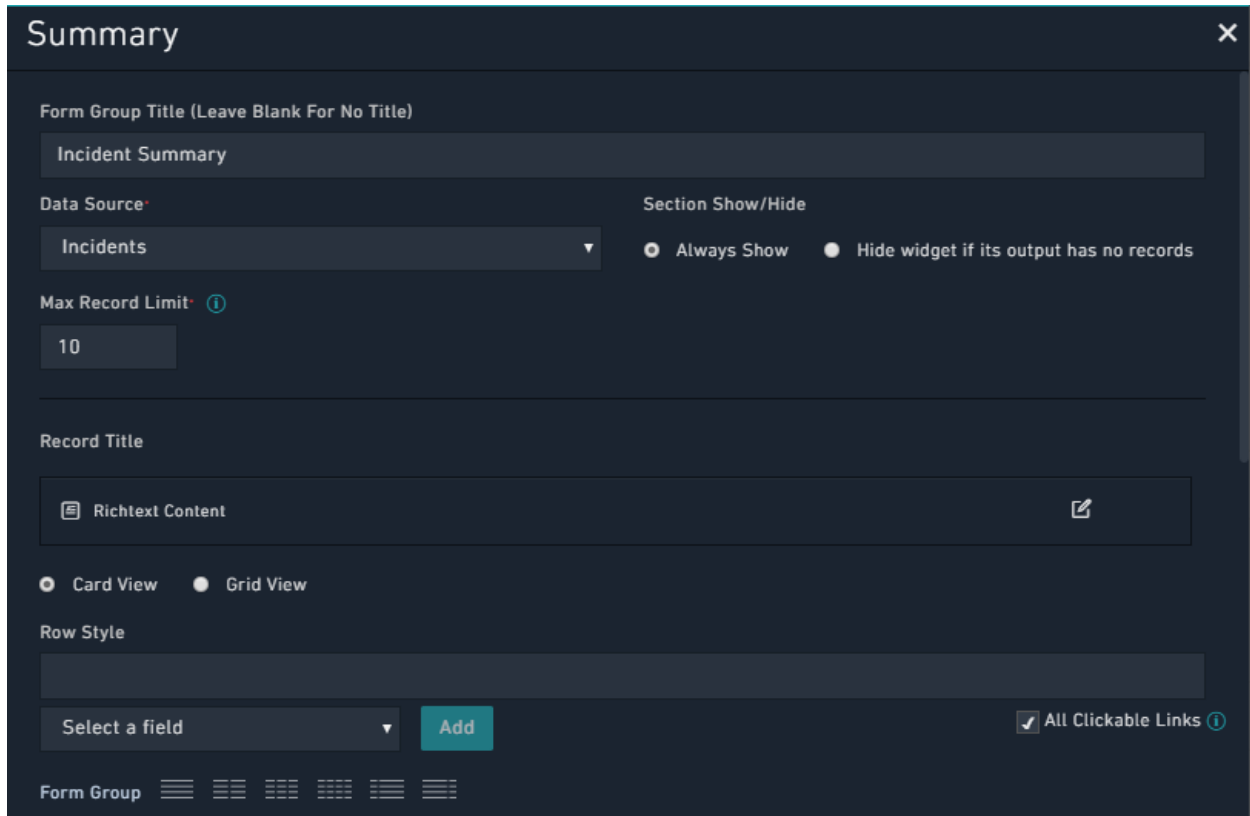 Summary
Form Group Title (Leave Blank For No Title)
Incident Summary
Data Source*
Section Show/Hide
Incidents
Always Show
Hide widget if its output has no records
Max Record Limit*
10
Record Title
Richtext Content
Card View
Grid View
Row Style
Select a field
Add
All Clickable Links
Form Group